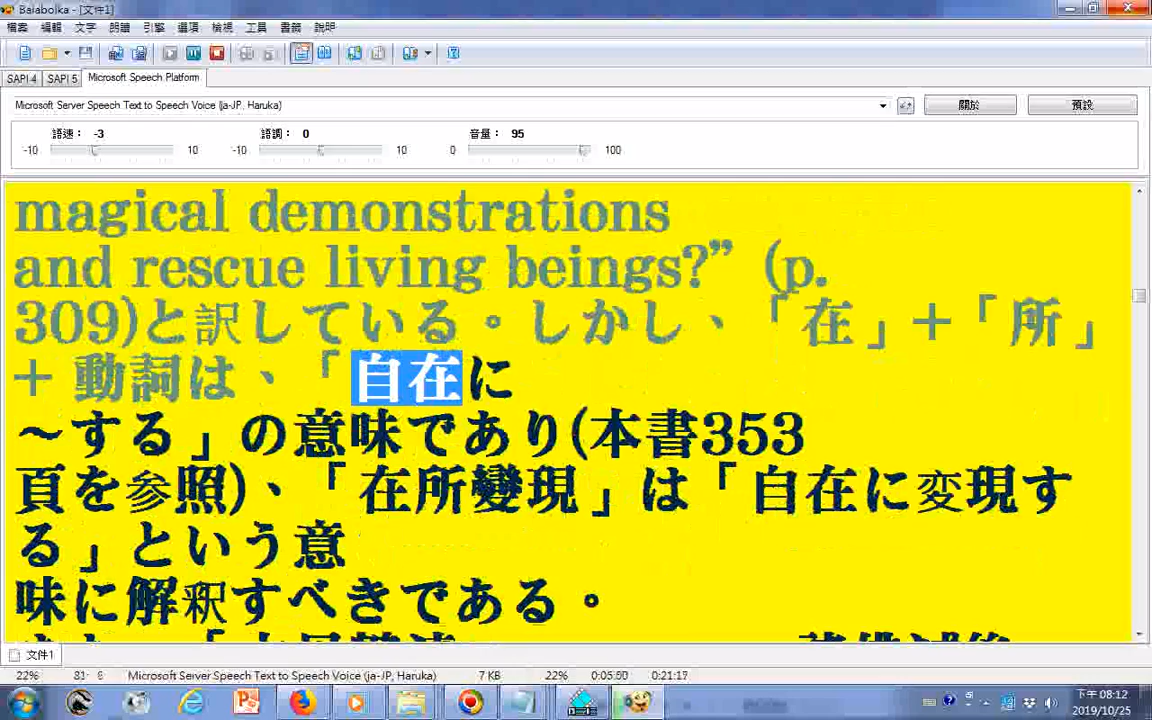 Balabolka - [文件1]
檔案 編輯 文字 朗讀 引擎 選項 檢視 工具 書籤 說明
SAPI 4 SAPI 5 Microsoft Speech Platform
Microsoft Server Speech Text to Speech Voice (ja-JP, Haruka) 關於 預設
語速： -3 語調： 0 音量： 95
-10 10 -10 10 0 100
magical demonstrations
and rescue living beings?” (p.
309)と訳している。しかし、「在」+「所」
+ 動詞は、「自在に
～する」の意味であり(本書353
頁を参照)、「在所變現」は「自在に変現す
る」という意
味に解釈すべきである。
文件1
22% Microsoft Server Speech Text to Speech Voice (ja-JP, Haruka) 7 KB 22% 0:05:50 0:21:17
下午 08:12
2019/10/25